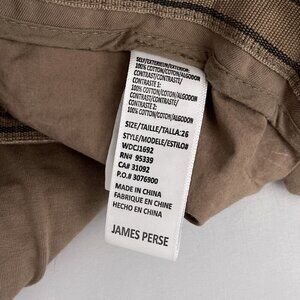 SELF/EXTERIEUR/EXTERIOR:
100% COTTON/COTON/ALGODON
CONTRAST/CONTRASTE/
CONTRASTE 1:
100% COTTON/COTON/ALGODON
CONTRAST/CONTRASTE/
CONTRASTE 2:
100% COTTON/COTON/ALGODON
SIZE/TAILLE/TALLA:26
STYLE/MODELE/ESTILO#
WDCJ1692
RN# 95339
CA# 31092
P.O.# 3076900
MADE IN CHINA
FABRIQUE EN CHINE
HECHO EN CHINA
JAMES PERSE